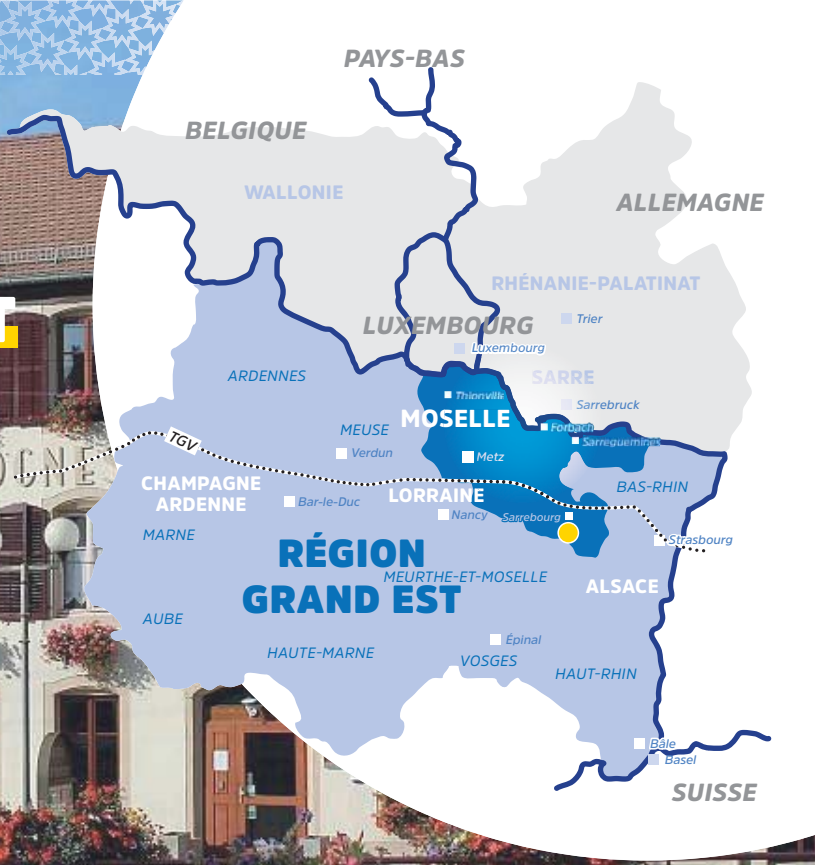 PAYS-BAS
BELGIQUE
WALLONIE
ALLEMAGNE
RHÉNANIE-PALATINAT
Trier
LUXEMBOURG
Luxembourg
SARRE
ARDENNES
Thionville
Sarrebruck
MOSELLE
Forbach
MEUSE
TGV
Sarreguemines
Verdun
Metz
CHAMPAGNE
ARDENNE
LORRAINE
BAS-RHIN
Bar-le-Duc
Nancy
Sarrebourg
MARNE
Strasbourg
RÉGION
GRAND EST
MEURTHE-ET-MOSELLE
ALSACE
AUBE
Épinal
HAUTE-MARNE
VOSGES
HAUT-RHIN
Bâle
Basel
SUISSE